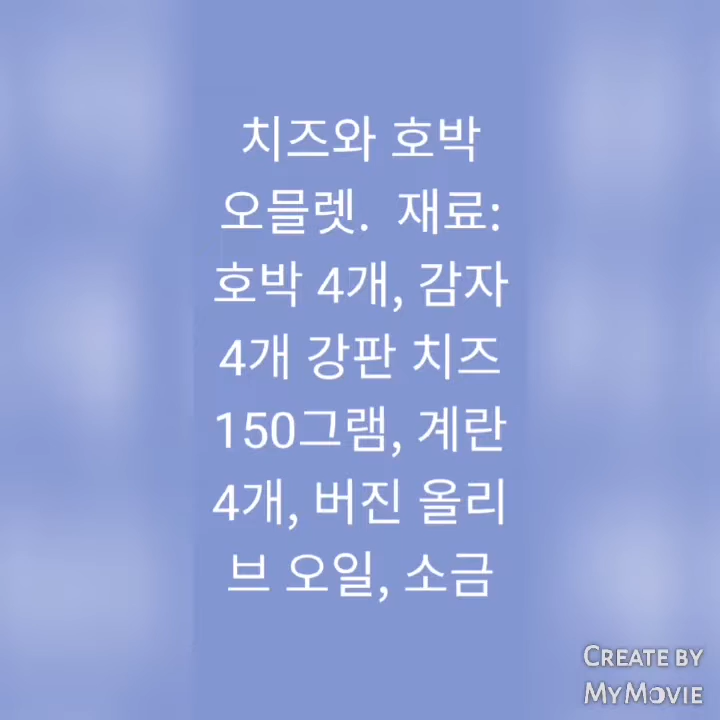 치즈와 호박
오믈렛.  재료:
호박 4개, 감자
4개 강판 치즈
150그램, 계란
4개, 버진 올리
브 오일, 소금
CREATE BY
MYMOVIE